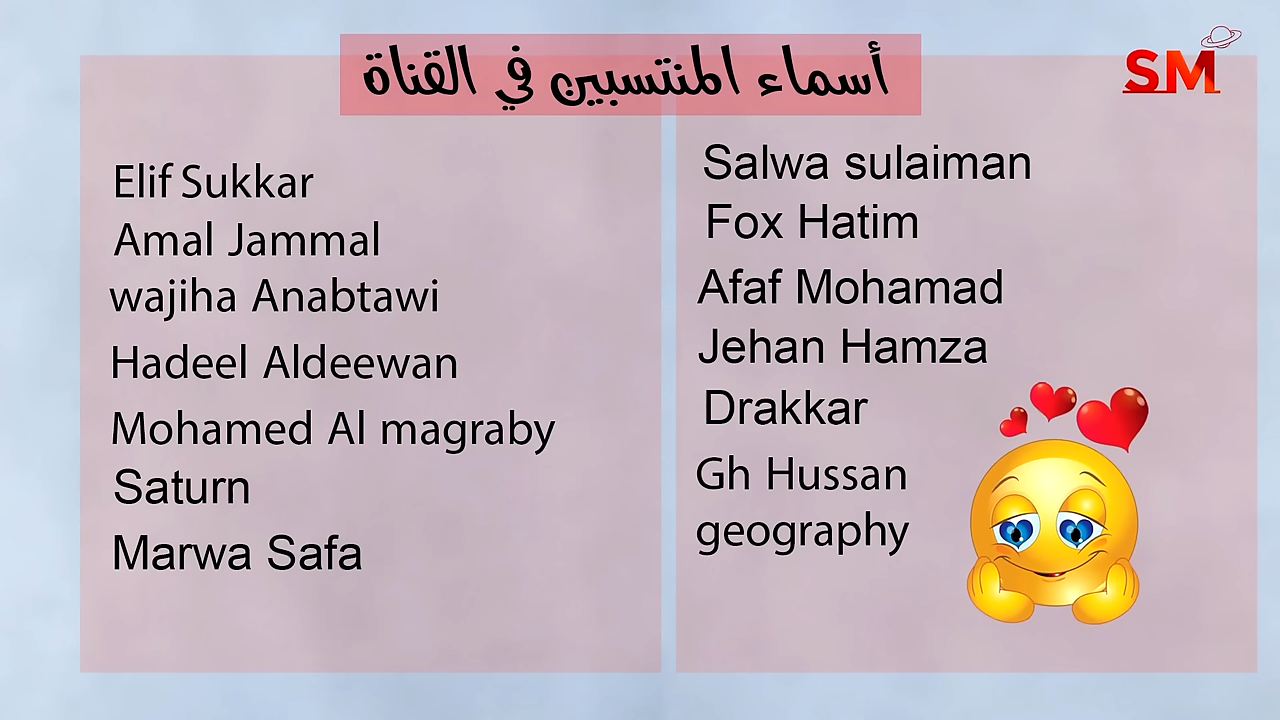 أسماء المنتسبين في القناة
SM
Elif Sukkar
Amal Jammal
wajiha Anabtawi
Hadeel Aldeewan
Mohamed Al magraby
Saturn
Marwa Safa
Salwa sulaiman
Fox Hatim
Afaf Mohamad
Jehan Hamza
Drakkar
Gh Hussan
geography